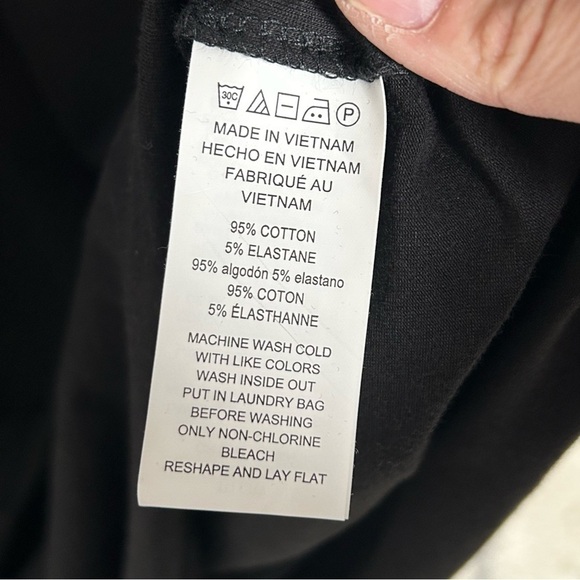 30C P
MADE IN VIETNAM
HECHO EN VIETNAM
FABRIQUÉ AU
VIETNAM
95% COTTON
5% ELASTANE
95% algodón 5% elastano
95% COTON
5% ÉLASTHANNE
MACHINE WASH COLD
WITH LIKE COLORS
WASH INSIDE OUT
PUT IN LAUNDRY BAG
BEFORE WASHING
ONLY NON-CHLORINE
BLEACH
RESHAPE AND LAY FLAT